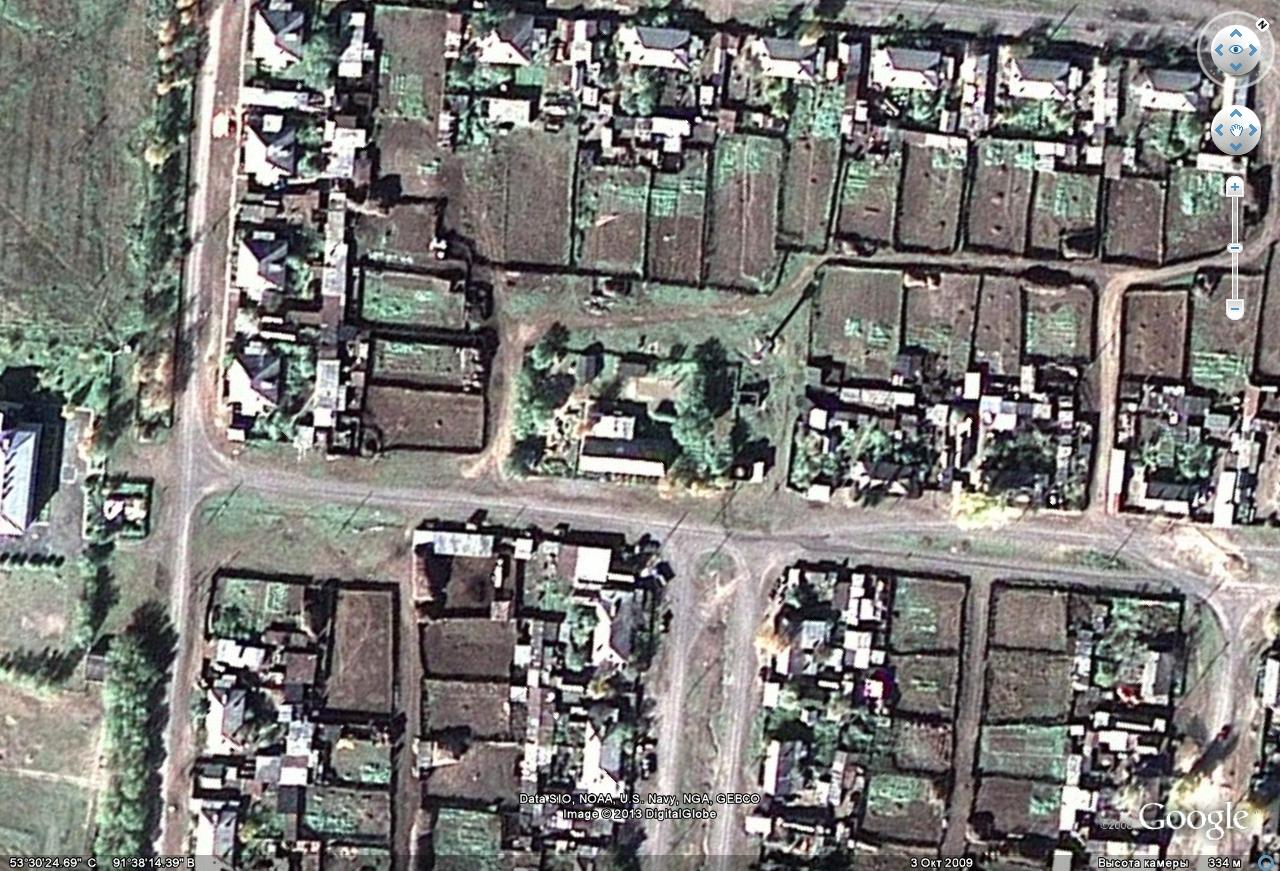 N
Data SIO, NOAA, U.S. Navy, NGA, GEBCO
Image © 2013 DigitalGlobe
©2008 Google
53°30'24.69" С 91°38'14.39" В 3 Окт 2009 Высота камеры 334 м